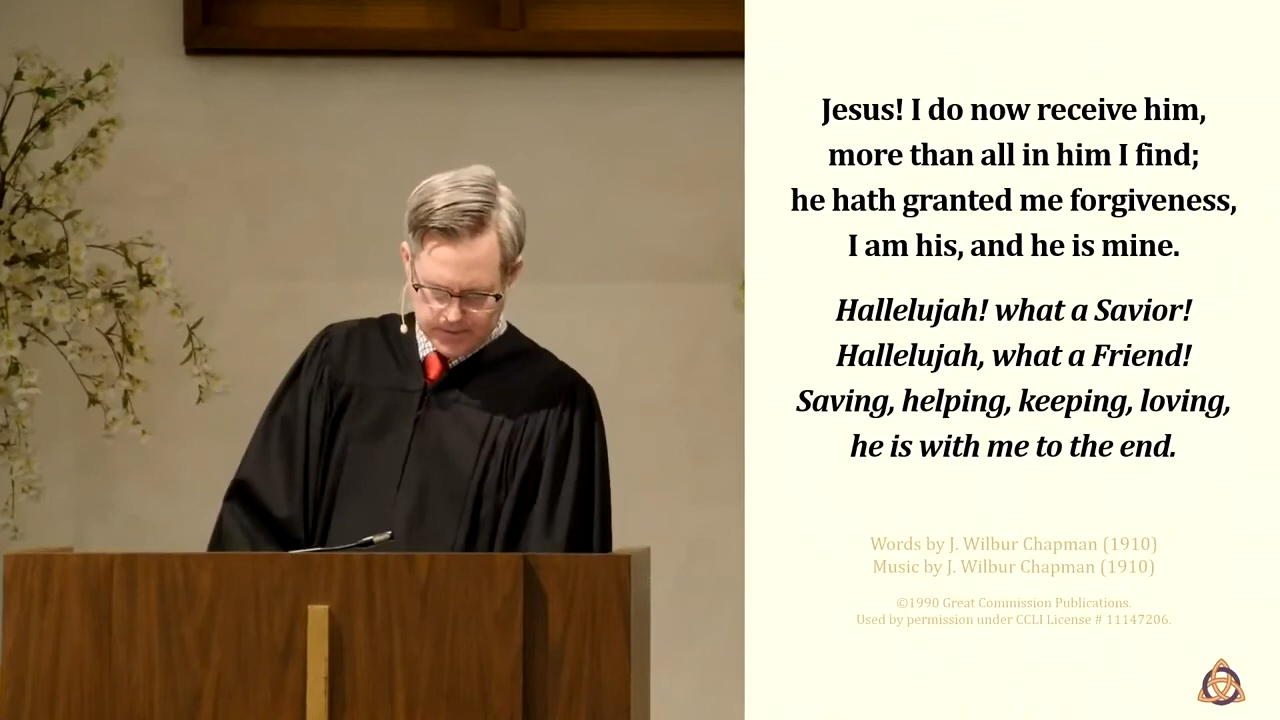 Jesus! I do now receive him,
more than all in him I find;
he hath granted me forgiveness,
I am his, and he is mine.
Hallelujah! what a Savior!
Hallelujah, what a Friend!
Saving, helping, keeping, loving,
he is with me to the end.
Words by J. Wilbur Chapman (1910)
Music by J. Wilbur Chapman (1910)
©1990 Great Commission Publications.
Used by permission under CCLI License # 11147206.